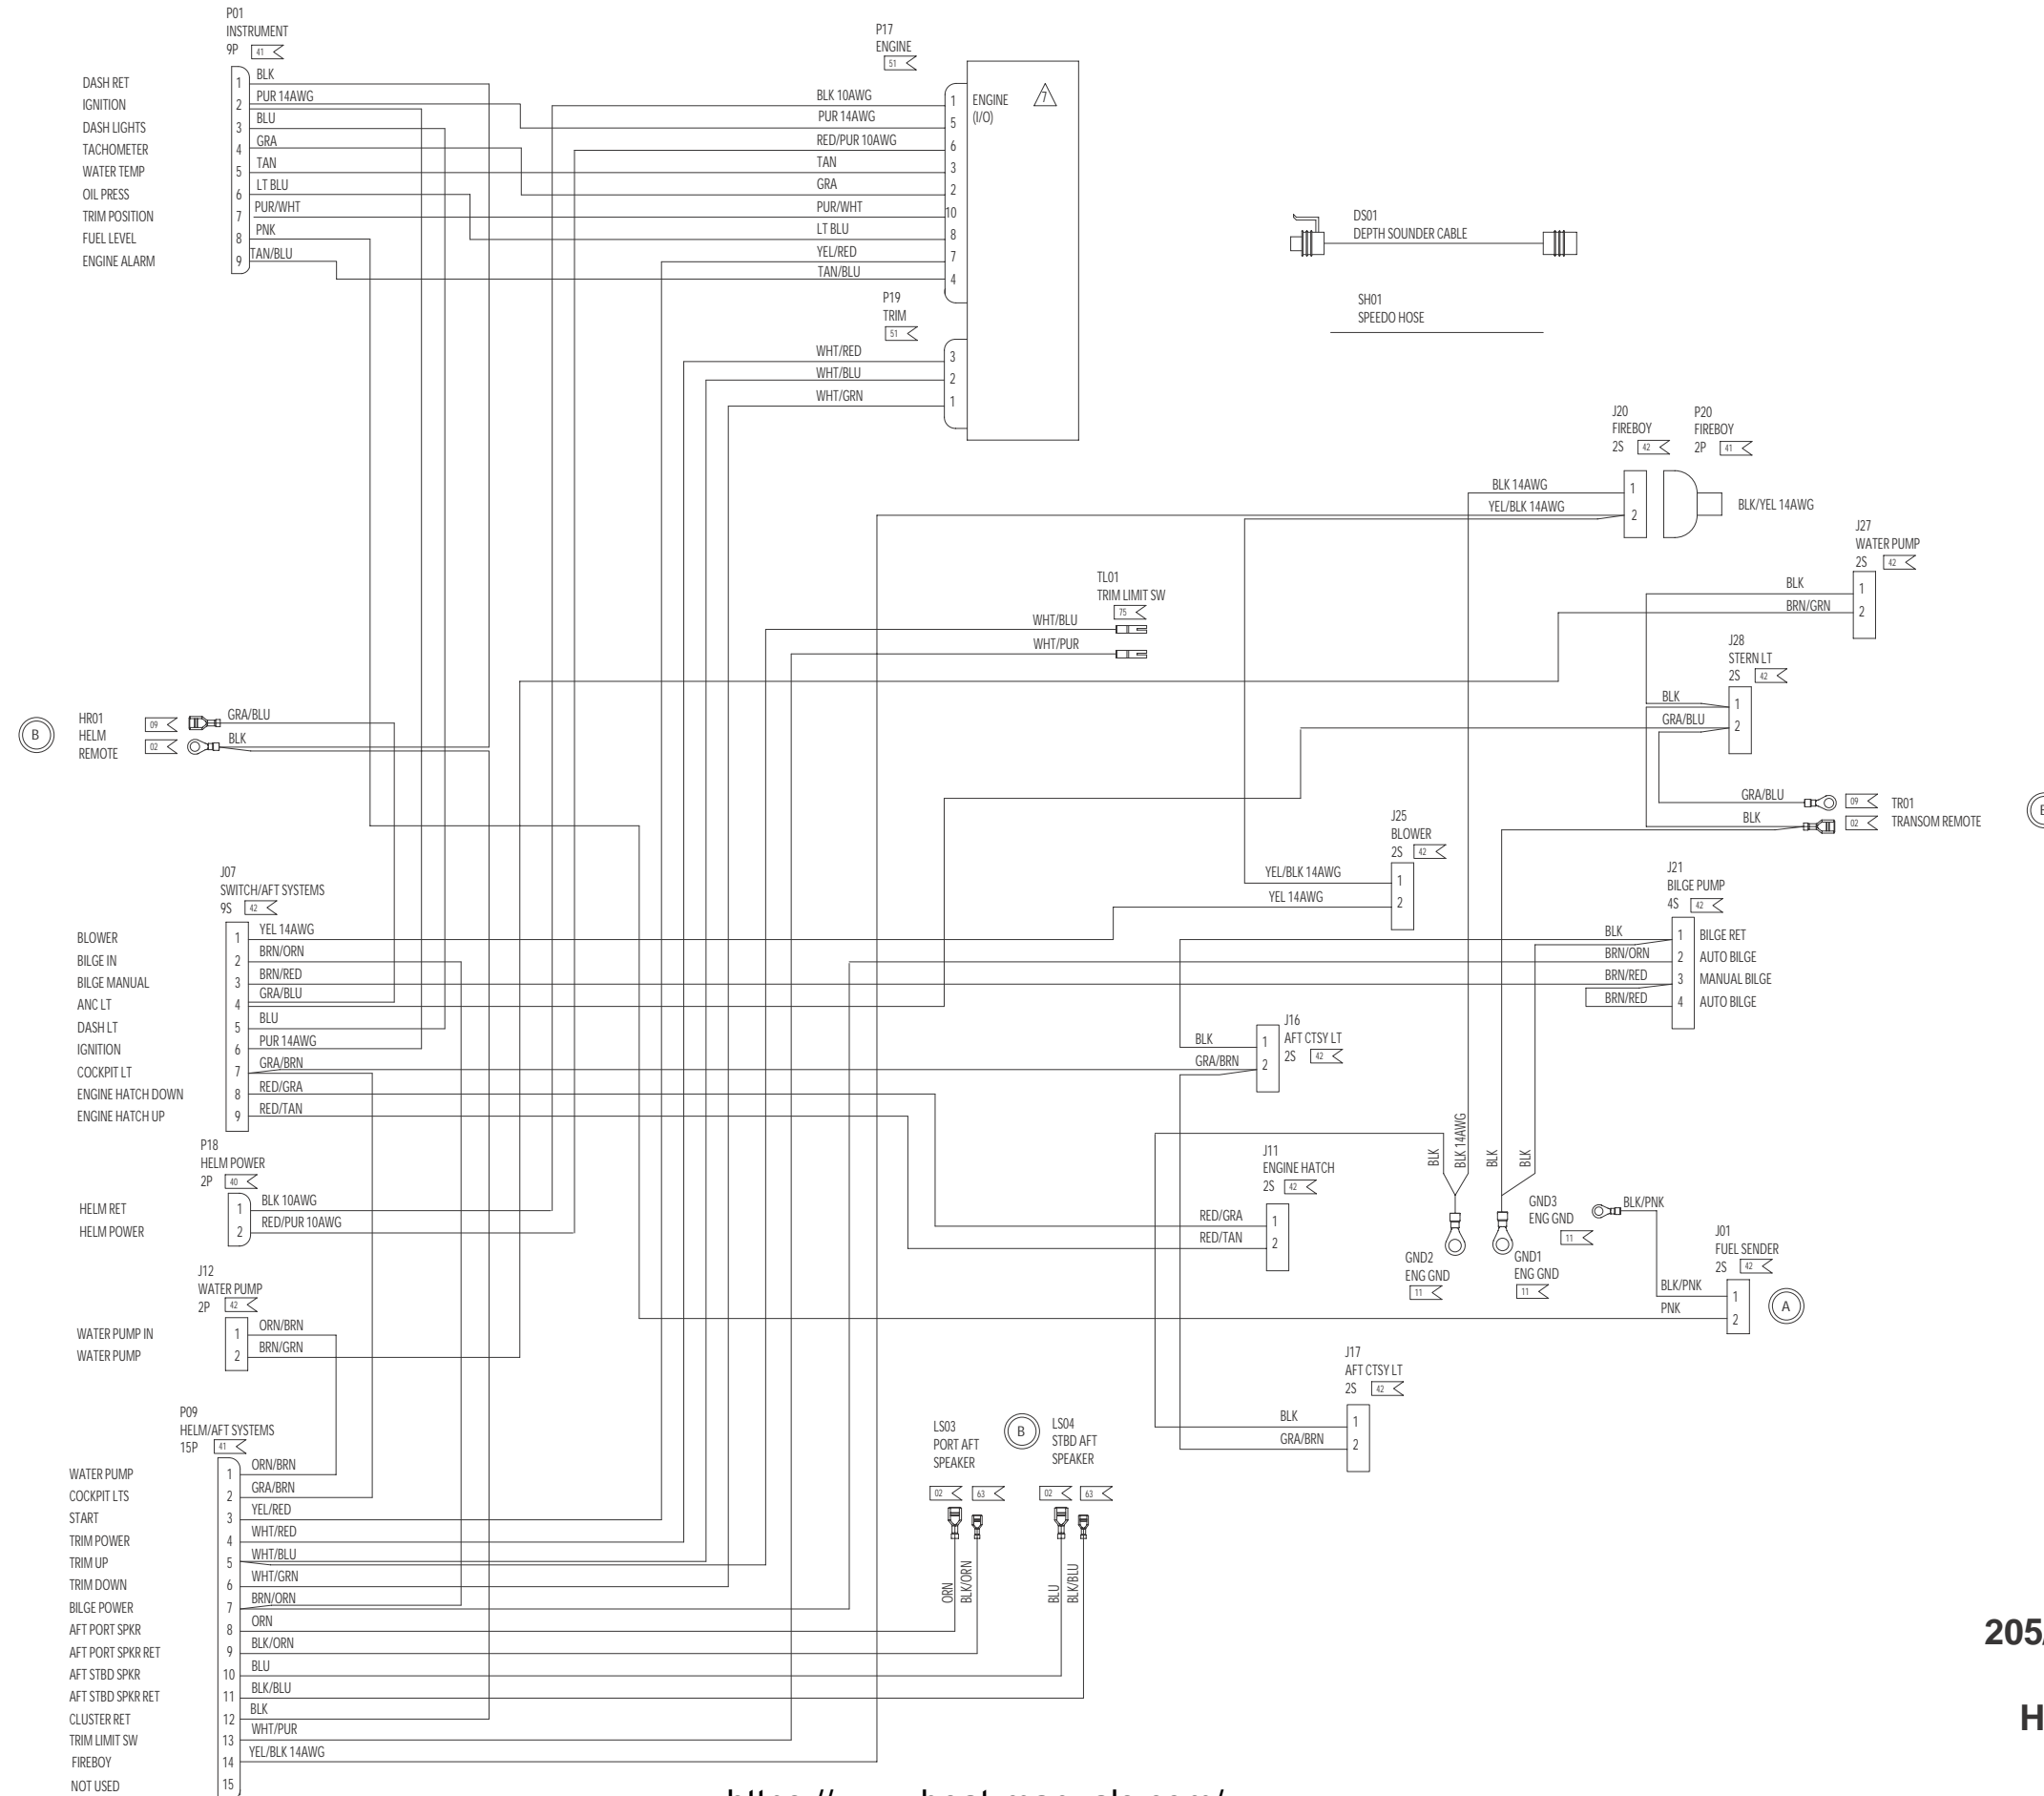 P01
INSTRUMENT
9P 41
DASH RET 1 BLK
IGNITION 2 PUR 14AWG
DASH LIGHTS 3 BLU
TACHOMETER 4 GRA
WATER TEMP 5 TAN
OIL PRESS 6 LT BLU
TRIM POSITION 7 PUR/WHT
FUEL LEVEL 8 PNK
ENGINE ALARM 9 TAN/BLU
P17
ENGINE
51
BLK 10AWG 1
PUR 14AWG 5
RED/PUR 10AWG 6
TAN 3
GRA 2
PUR/WHT 10
LT BLU 8
YEL/RED 7
TAN/BLU 4
ENGINE
(I/O)
7
P19
TRIM
51
WHT/RED 3
WHT/BLU 2
WHT/GRN 1
DS01
DEPTH SOUNDER CABLE
SH01
SPEEDO HOSE
J20
FIREBOY
2S 42
P20
FIREBOY
2P 41
BLK 14AWG 1
YEL/BLK 14AWG 2
BLK/YEL 14AWG
J27
WATER PUMP
2S 42
BLK 1
BRN/GRN 2
TL01
TRIM LIMIT SW
75
WHT/BLU
WHT/PUR
J28
STERN LT
2S 42
BLK 1
GRA/BLU 2
B
HR01
HELM
REMOTE
09 GRA/BLU
02 BLK
GRA/BLU 09
BLK 02
TR01
TRANSOM REMOTE
J25
BLOWER
2S 42
YEL/BLK 14AWG 1
YEL 14AWG 2
J07
SWITCH/AFT SYSTEMS
9S 42
BLOWER 1 YEL 14AWG
BILGE IN 2 BRN/ORN
BILGE MANUAL 3 BRN/RED
ANC LT 4 GRA/BLU
DASH LT 5 BLU
IGNITION 6 PUR 14AWG
COCKPIT LT 7 GRA/BRN
ENGINE HATCH DOWN 8 RED/GRA
ENGINE HATCH UP 9 RED/TAN
J21
BILGE PUMP
4S 42
BLK 1 BILGE RET
BRN/ORN 2 AUTO BILGE
BRN/RED 3 MANUAL BILGE
BRN/RED 4 AUTO BILGE
J16
AFT CTSY LT
2S 42
BLK 1
GRA/BRN 2
P18
HELM POWER
2P 40
HELM RET 1 BLK 10AWG
HELM POWER 2 RED/PUR 10AWG
J11
ENGINE HATCH
2S 42
RED/GRA 1
RED/TAN 2
BLK
BLK 14AWG
BLK
BLK
GND2
ENG GND
11
GND1
ENG GND
11
GND3
ENG GND
11
BLK/PNK
J01
FUEL SENDER
2S 42
BLK/PNK 1
PNK 2
A
J12
WATER PUMP
2P 42
WATER PUMP IN 1 ORN/BRN
WATER PUMP 2 BRN/GRN
J17
AFT CTSY LT
2S 42
BLK 1
GRA/BRN 2
P09
HELM/AFT SYSTEMS
15P 41
WATER PUMP 1 ORN/BRN
COCKPIT LTS 2 GRA/BRN
START 3 YEL/RED
TRIM POWER 4 WHT/RED
TRIM UP 5 WHT/BLU
TRIM DOWN 6 WHT/GRN
BILGE POWER 7 BRN/ORN
AFT PORT SPKR 8 ORN
AFT PORT SPKR RET 9 BLK/ORN
AFT STBD SPKR 10 BLU
AFT STBD SPKR RET 11 BLK/BLU
CLUSTER RET 12 BLK
TRIM LIMIT SW 13 WHT/PUR
FIREBOY 14 YEL/BLK 14AWG
NOT USED 15
LS03
PORT AFT
SPEAKER
02 63
B
LS04
STBD AFT
SPEAKER
02 63
ORN
BLK/ORN
BLU
BLK/BLU
205
H